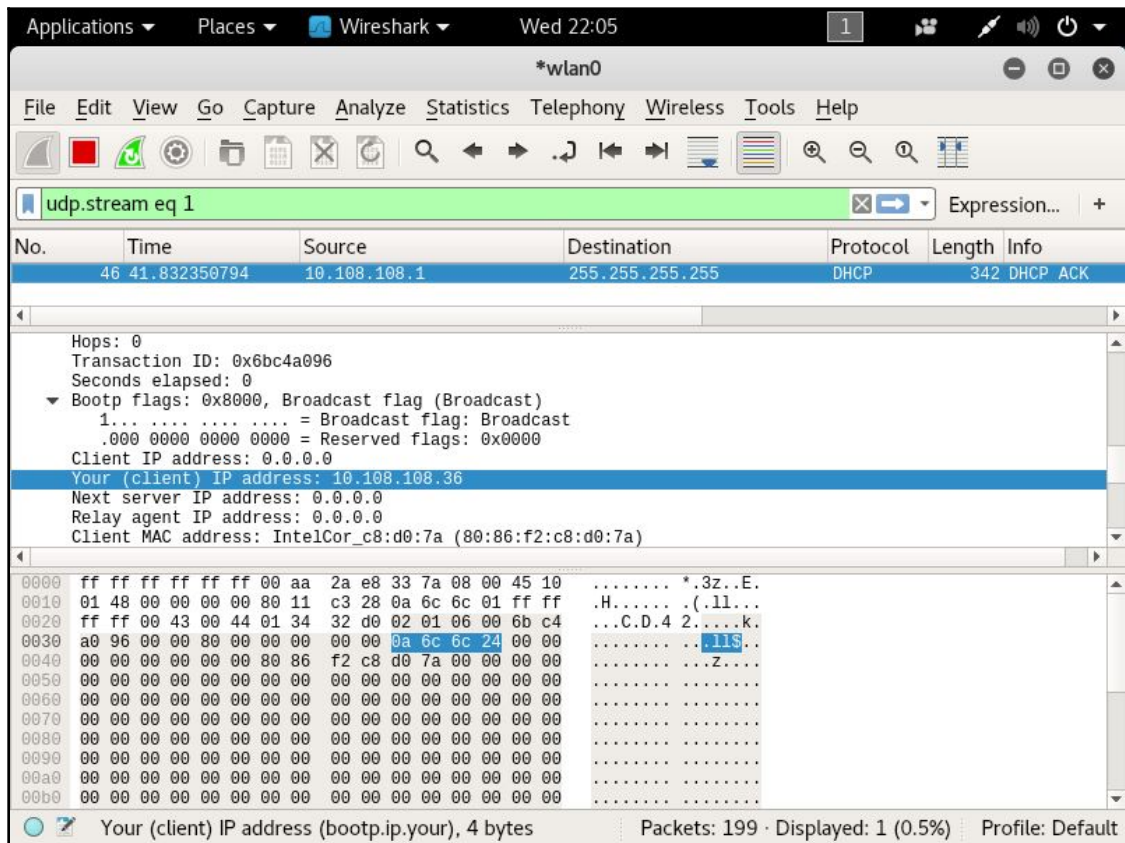 Applications Places Wireshark Wed 22:05 1
*wlan0
File Edit View Go Capture Analyze Statistics Telephony Wireless Tools Help
udp.stream eq 1 Expression... +
No. Time Source Destination Protocol Length Info
46 41.832350794 10.108.108.1 255.255.255.255 DHCP 342 DHCP ACK
Hops: 0
Transaction ID: 0x6bc4a096
Seconds elapsed: 0
Bootp flags: 0x8000, Broadcast flag (Broadcast)
1... .... .... .... = Broadcast flag: Broadcast
.000 0000 0000 0000 = Reserved flags: 0x0000
Client IP address: 0.0.0.0
Your (client) IP address: 10.108.108.36
Next server IP address: 0.0.0.0
Relay agent IP address: 0.0.0.0
Client MAC address: IntelCor_c8:d0:7a (80:86:f2:c8:d0:7a)
0000 ff ff ff ff ff ff 00 aa 2a e8 33 7a 08 00 45 10 ........ *.3z..E.
0010 01 48 00 00 00 00 80 11 c3 28 0a 6c 6c 01 ff ff .H...... .(.ll...
0020 ff ff 00 43 00 44 01 34 32 d0 02 01 06 00 6b c4 ...C.D.4 2.....k.
0030 a0 96 00 00 80 00 00 00 00 00 0a 6c 6c 24 00 00 ........ ...ll$..
0040 00 00 00 00 00 00 80 86 f2 c8 d0 7a 00 00 00 00 ........ ...z....
0050 00 00 00 00 00 00 00 00 00 00 00 00 00 00 00 00 ........ ........
0060 00 00 00 00 00 00 00 00 00 00 00 00 00 00 00 00 ........ ........
0070 00 00 00 00 00 00 00 00 00 00 00 00 00 00 00 00 ........ ........
0080 00 00 00 00 00 00 00 00 00 00 00 00 00 00 00 00 ........ ........
0090 00 00 00 00 00 00 00 00 00 00 00 00 00 00 00 00 ........ ........
00a0 00 00 00 00 00 00 00 00 00 00 00 00 00 00 00 00 ........ ........
00b0 00 00 00 00 00 00 00 00 00 00 00 00 00 00 00 00 ........ ........
Your (client) IP address (bootp.ip.your), 4 bytes Packets: 199 · Displayed: 1 (0.5%) Profile: Default